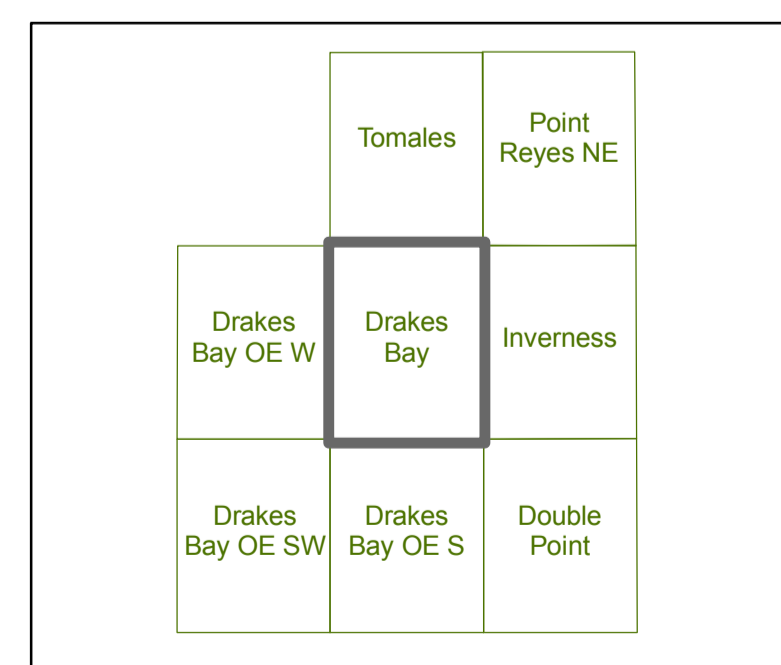 Tomales
Point
Reyes NE
Drakes
Bay OE W
Drakes
Bay
Inverness
Drakes
Bay OE SW
Drakes
Bay OE S
Double
Point